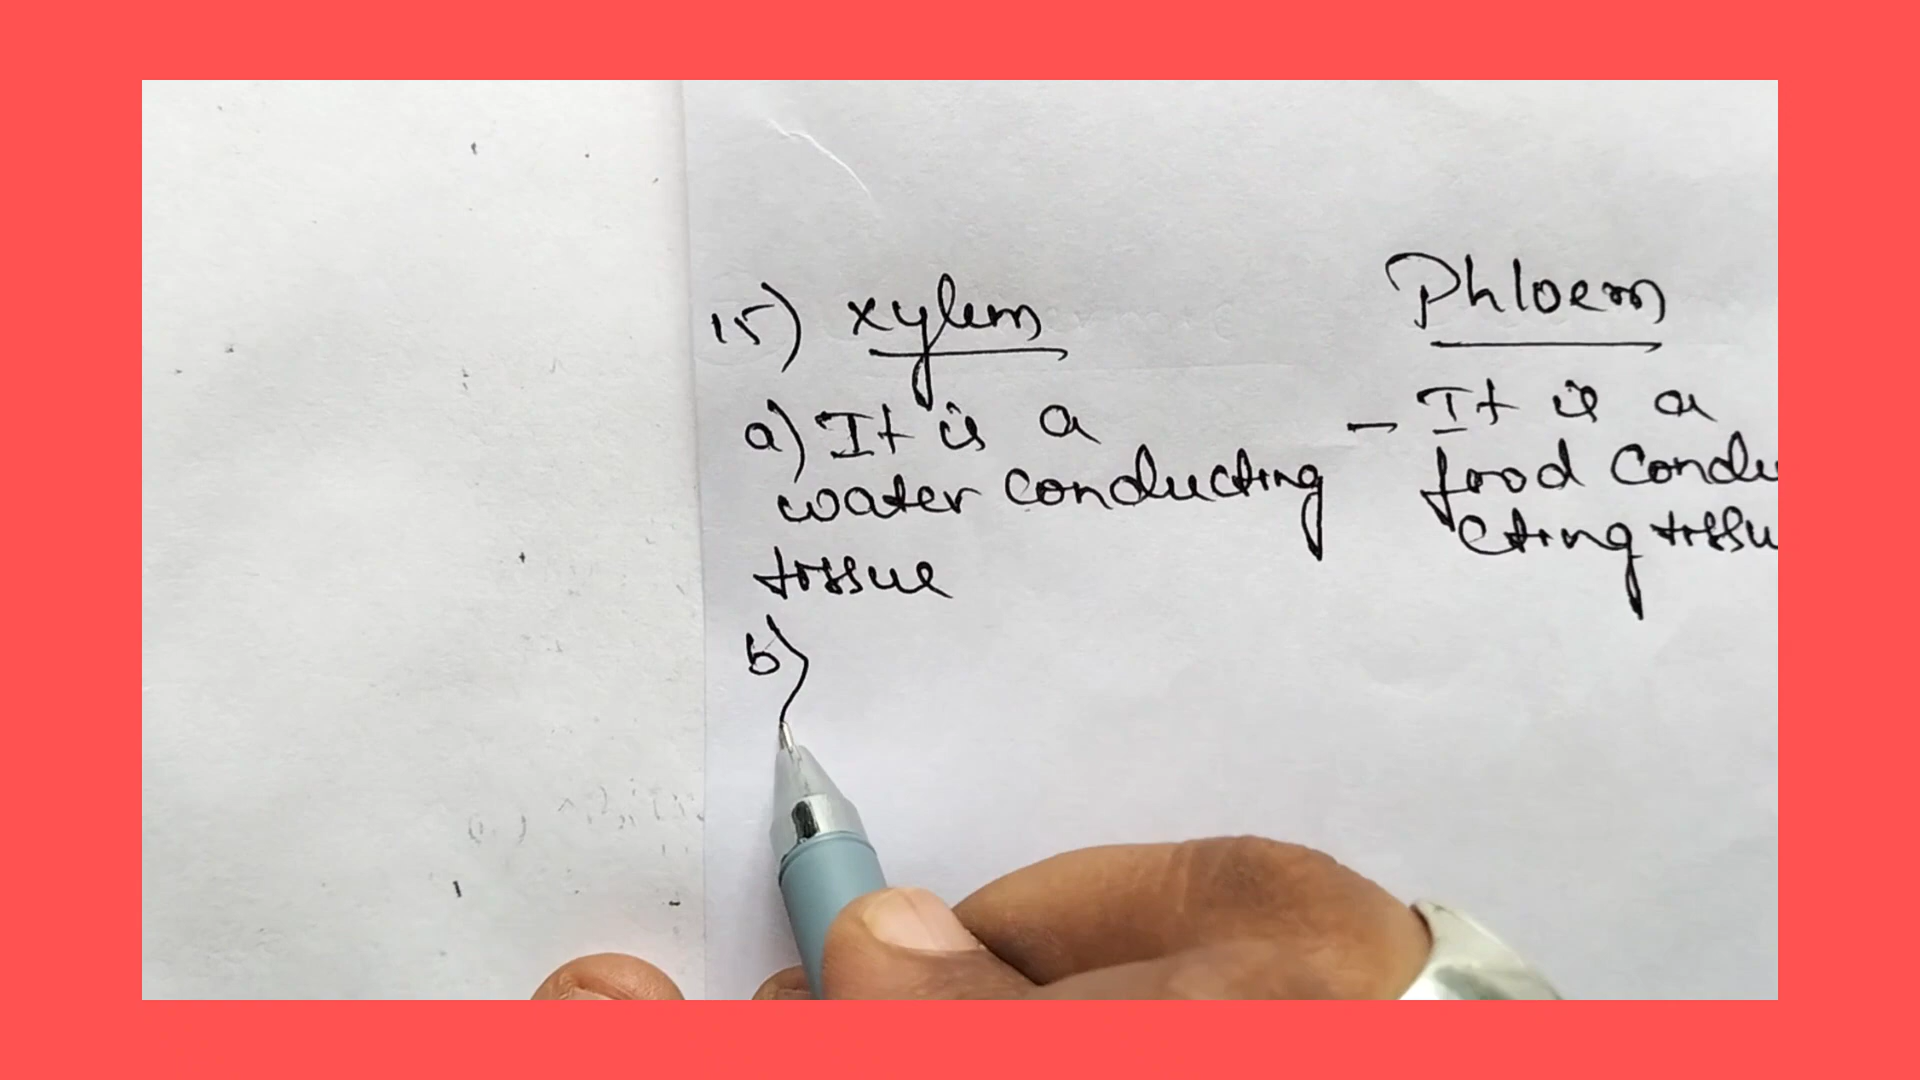 15) xylem
Phloem
a) It is a
water conducting
tissue
- It is a
food Condu
cting tissu
b)